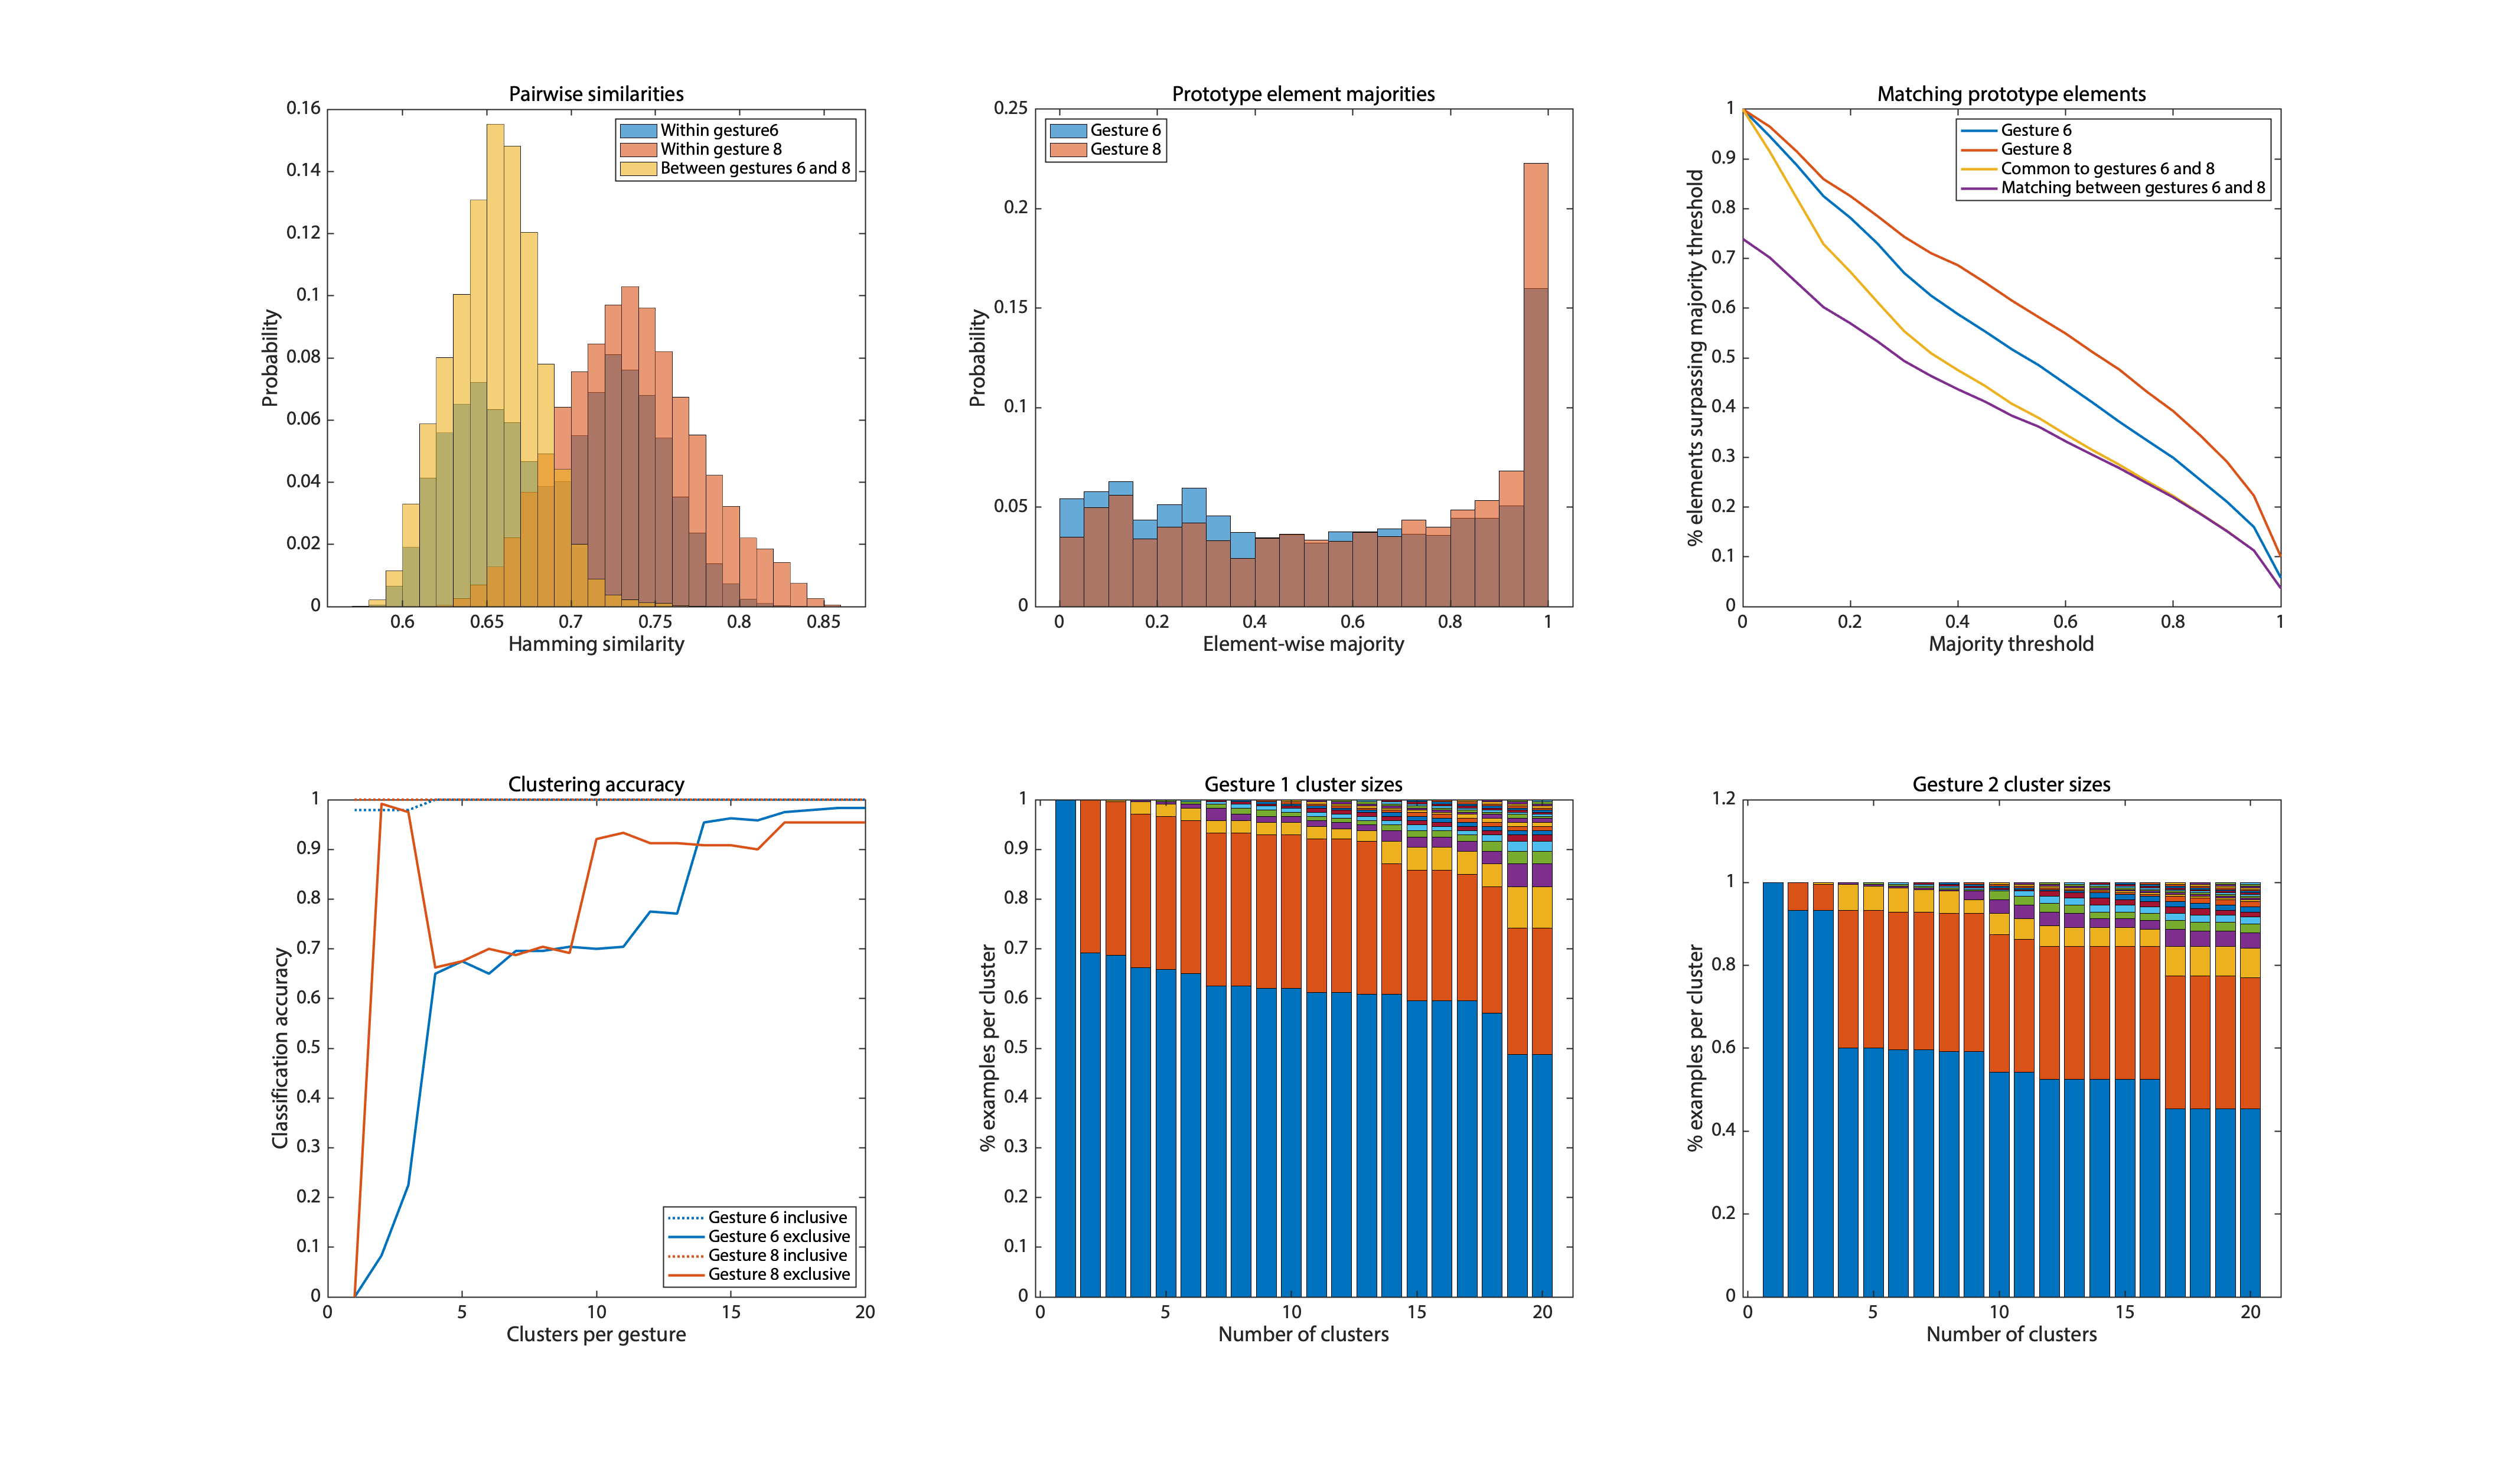 Pairwise similarities
0.16
0.14
0.12
0.1
0.08
0.06
0.04
0.02
0
Probability
Within gesture6
Within gesture 8
Between gestures 6 and 8
0.6 0.65 0.7 0.75 0.8 0.85
Hamming similarity
Prototype element majorities
0.25
0.2
0.15
0.1
0.05
0
Probability
Gesture 6
Gesture 8
0 0.2 0.4 0.6 0.8 1
Element-wise majority
Matching prototype elements
1
0.9
0.8
0.7
0.6
0.5
0.4
0.3
0.2
0.1
0
% elements surpassing majority threshold
Gesture 6
Gesture 8
Common to gestures 6 and 8
Matching between gestures 6 and 8
0 0.2 0.4 0.6 0.8 1
Majority threshold
Clustering accuracy
1
0.9
0.8
0.7
0.6
0.5
0.4
0.3
0.2
0.1
0
Classification accuracy
Gesture 6 inclusive
Gesture 6 exclusive
Gesture 8 inclusive
Gesture 8 exclusive
0 5 10 15 20
Clusters per gesture
Gesture 1 cluster sizes
1
0.9
0.8
0.7
0.6
0.5
0.4
0.3
0.2
0.1
0
% examples per cluster
0 5 10 15 20
Number of clusters
Gesture 2 cluster sizes
1.2
1
0.8
0.6
0.4
0.2
0
% examples per cluster
0 5 10 15 20
Number of clusters